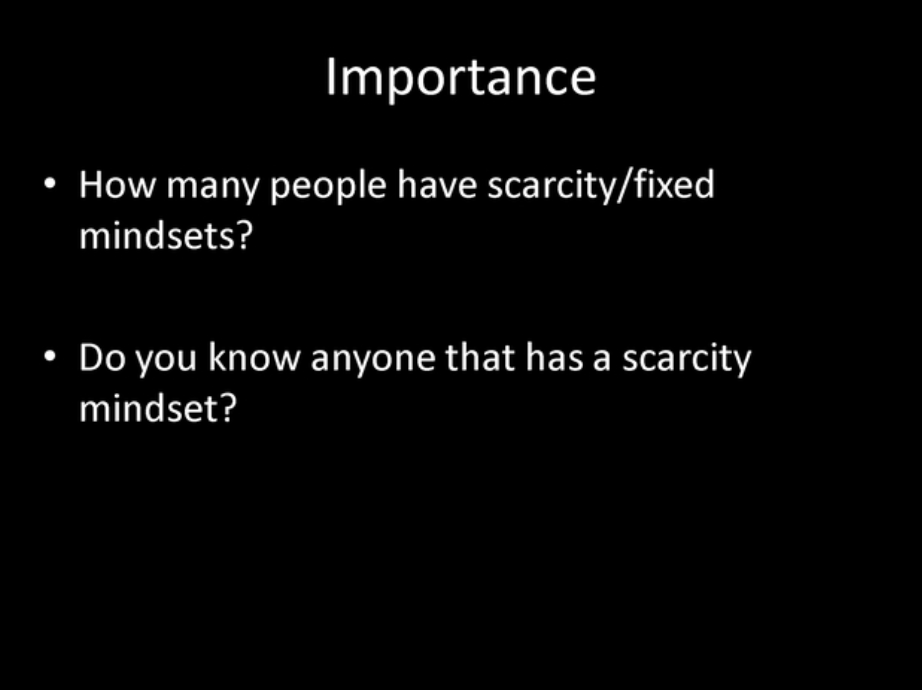 Importance
• How many people have scarcity/fixed
mindsets?
• Do you know anyone that has a scarcity
mindset?